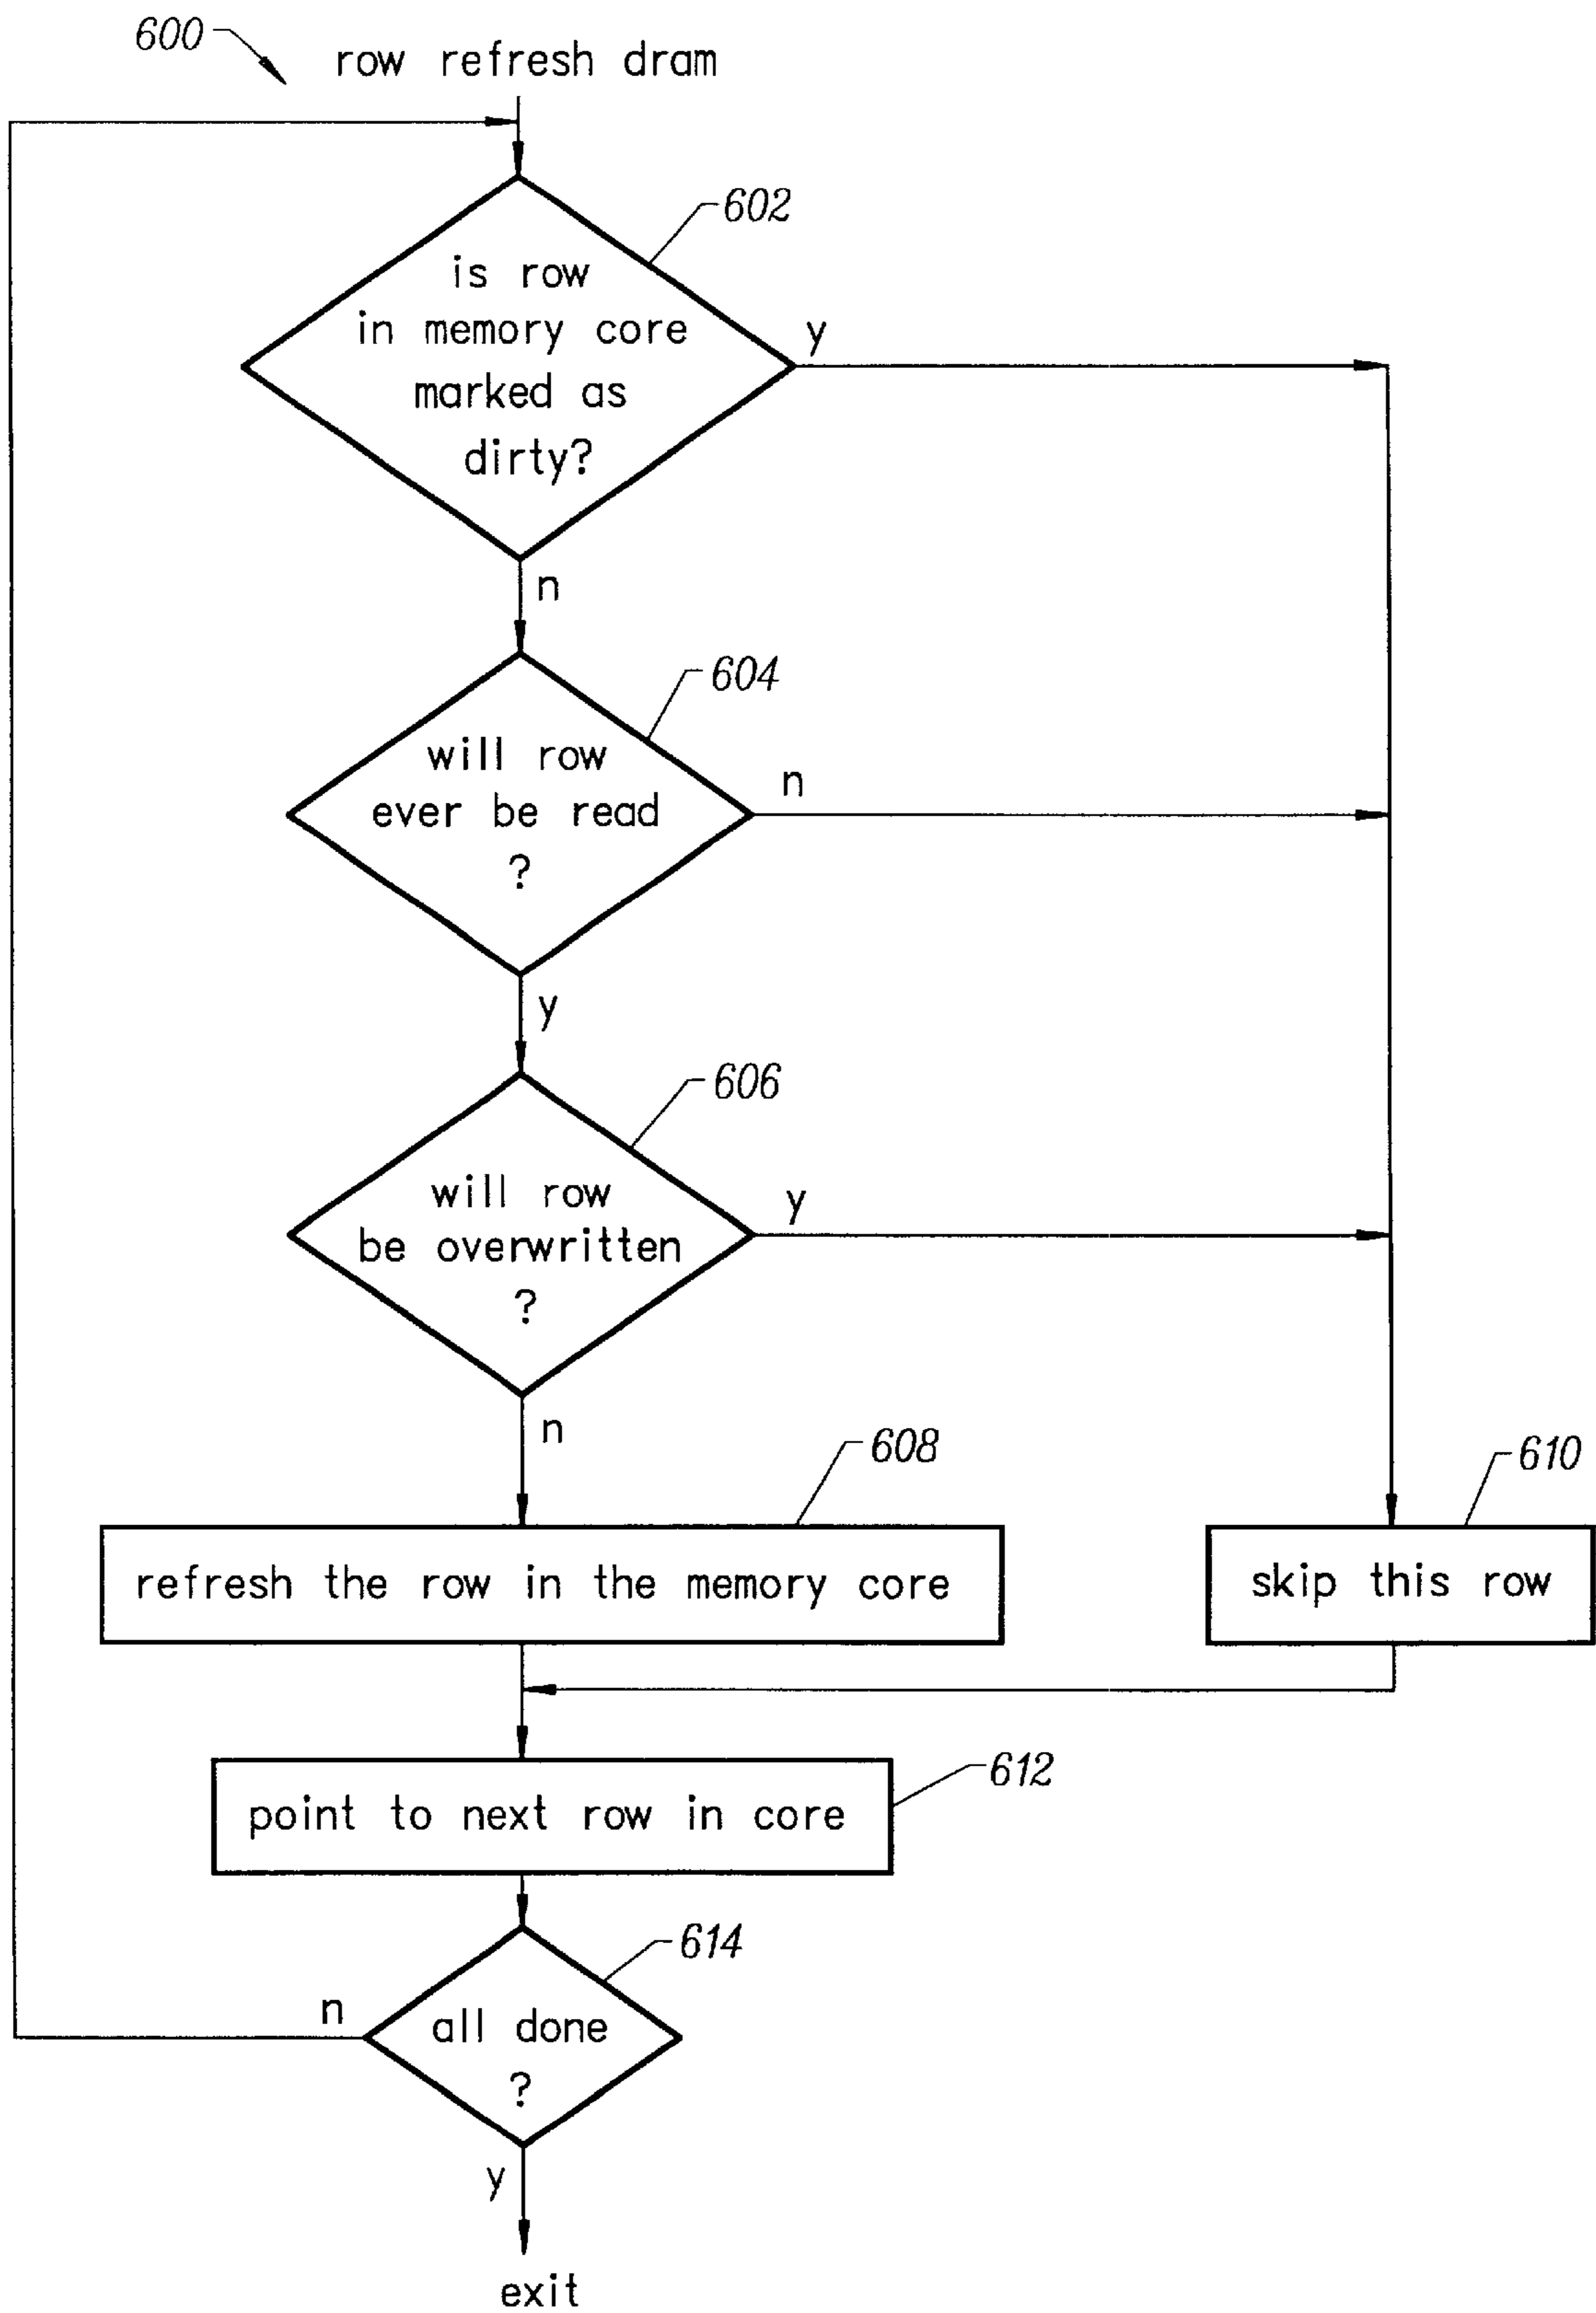 600
row refresh dram
602
is row
in memory core
marked as
dirty?
y
n
604
will row
ever be read
?
n
y
606
will row
be overwritten
?
y
n
608
610
refresh the row in the memory core
skip this row
612
point to next row in core
614
n
all done
?
y
exit